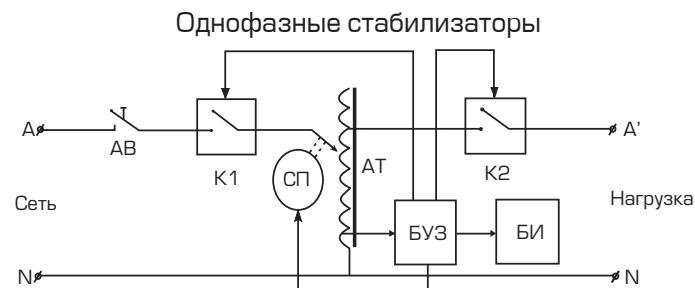 Однофазные стабилизаторы
А
АВ
К1
СП
АТ
К2
А'
Сеть
Нагрузка
БУЗ
БИ
N
N